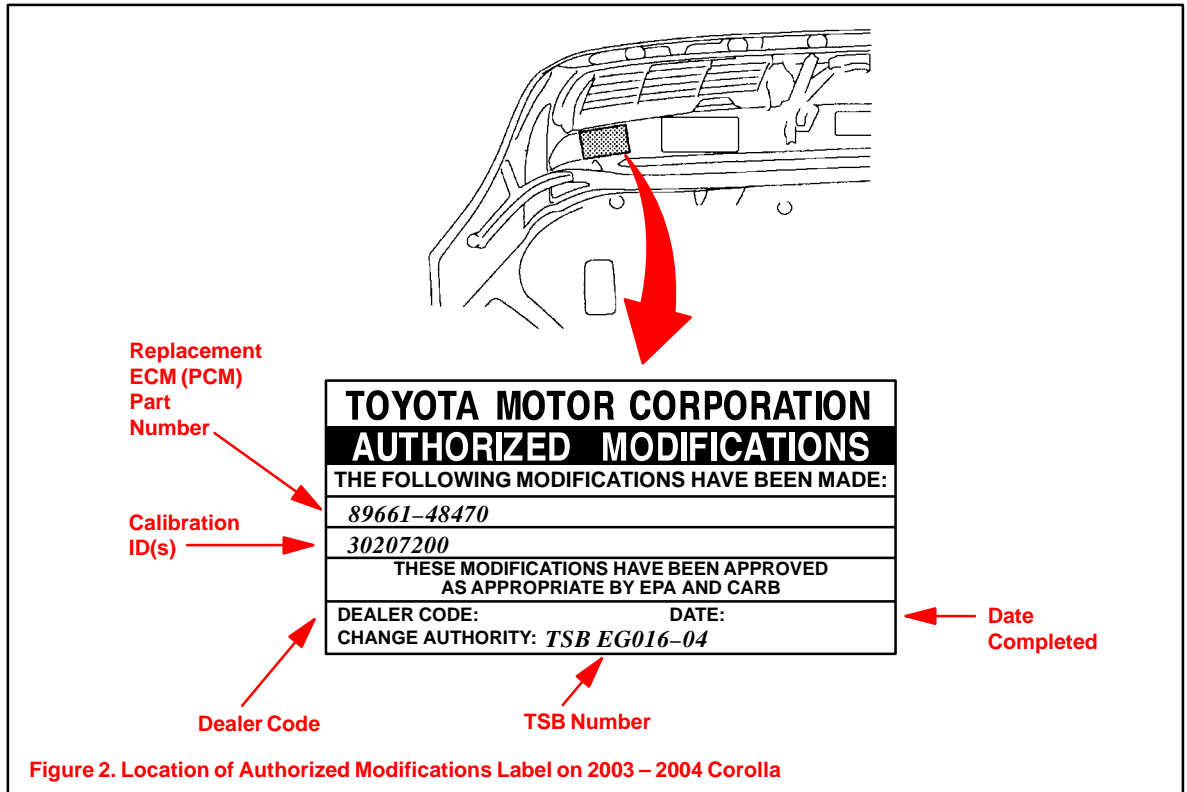 Replacement
ECM (PCM)
Part
Number
Calibration
ID(s)
TOYOTA MOTOR CORPORATION
AUTHORIZED MODIFICATIONS
THE FOLLOWING MODIFICATIONS HAVE BEEN MADE:
89661–48470
30207200
THESE MODIFICATIONS HAVE BEEN APPROVED
AS APPROPRIATE BY EPA AND CARB
DEALER CODE: DATE:
CHANGE AUTHORITY: TSB EG016–04
Date
Completed
Dealer Code
TSB Number
Figure 2. Location of Authorized Modifications Label on 2003 – 2004 Corolla